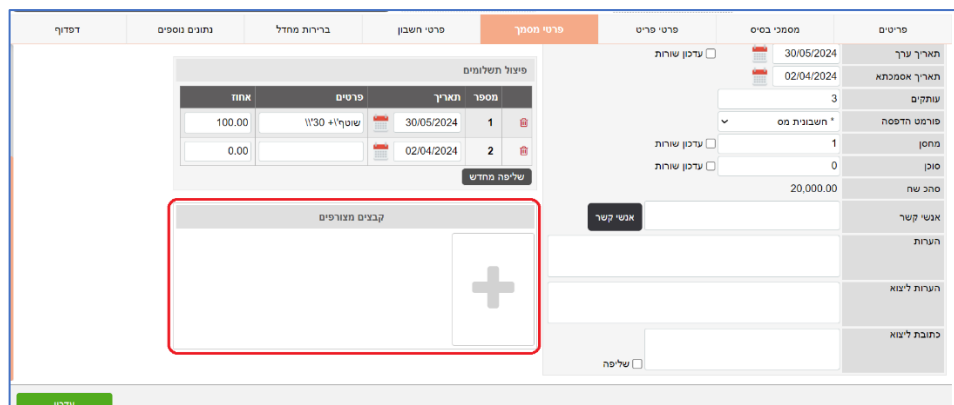 פריטים מסמכי בסיס פרטי פריט פרטי מסמך פרטי חשבון ברירות מחדל נתונים נוספים דפדוף
תאריך ערך 30/05/2024 עדכון שורות
תאריך אסמכתא 02/04/2024
עותקים 3
פורמט הדפסה * חשבונית מס
מחסן 1 עדכון שורות
סוכן 0 עדכון שורות
סהכ שח 20,000.00
אנשי קשר אנשי קשר
הערות
הערות ליצוא
כתובת ליצוא
שליפה
פיצול תשלומים
מספר תאריך פרטים אחוז
1 30/05/2024 שוטף\'+ 30'\\ 100.00
2 02/04/2024 0.00
שליפה מחדש
קבצים מצורפים
עדכון